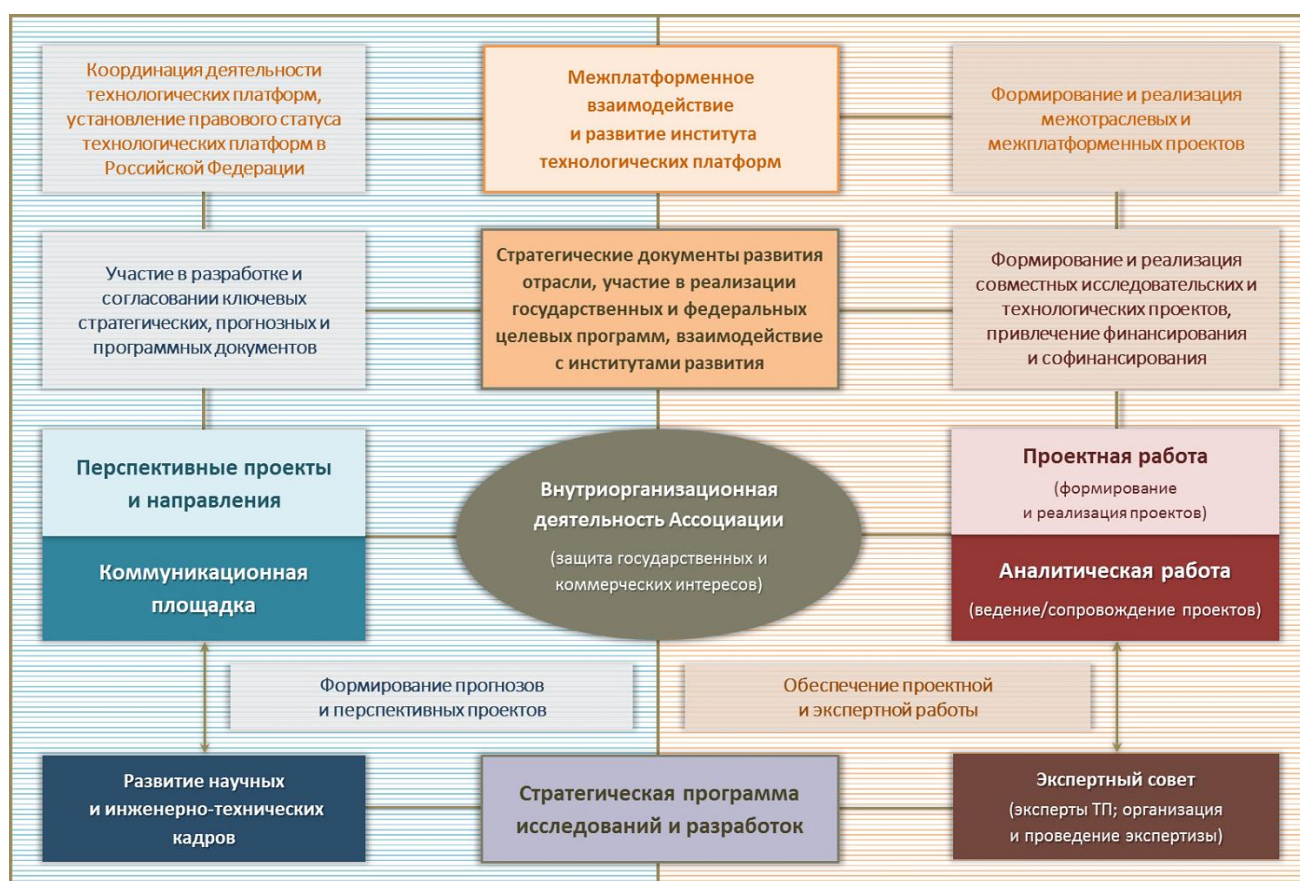 Координация деятельности
технологических платформ,
установление правового статуса
технологических платформ в
Российской Федерации
Межплатформенное
взаимодействие
и развитие института
технологических платформ
Формирование и реализация
межотраслевых и
межплатформенных проектов
Участие в разработке и
согласовании ключевых
стратегических, прогнозных и
программных документов
Стратегические документы развития
отрасли, участие в реализации
государственных и федеральных
целевых программ, взаимодействие
с институтами развития
Формирование и реализация
совместных исследовательских и
технологических проектов,
привлечение финансирования
и софинансирования
Перспективные проекты
и направления
Коммуникационная
площадка
Внутриорганизационная
деятельность Ассоциации
(защита государственных и
коммерческих интересов)
Проектная работа
(формирование
и реализация проектов)
Аналитическая работа
(ведение/сопровождение проектов)
Формирование прогнозов
и перспективных проектов
Обеспечение проектной
и экспертной работы
Развитие научных
и инженерно-технических
кадров
Стратегическая программа
исследований и разработок
Экспертный совет
(эксперты ТП; организация
и проведение экспертизы)